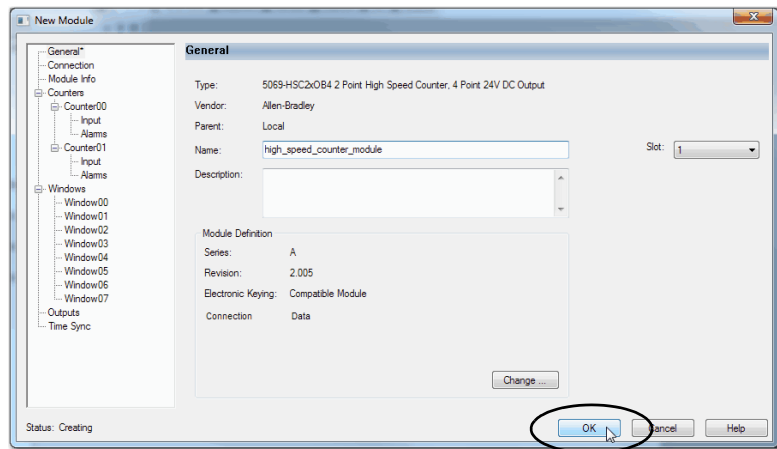 New Module
General*
Connection
Module Info
Counters
Counter00
Input
Alarms
Counter01
Input
Alarms
Windows
Window00
Window01
Window02
Window03
Window04
Window05
Window06
Window07
Outputs
Time Sync
General
Type: 5069-HSC2xOB4 2 Point High Speed Counter, 4 Point 24V DC Output
Vendor: Allen-Bradley
Parent: Local
Name: high_speed_counter_module Slot: 1
Description:
Module Definition
Series: A
Revision: 2.005
Electronic Keying: Compatible Module
Connection Data
Change ...
Status: Creating OK Cancel Help